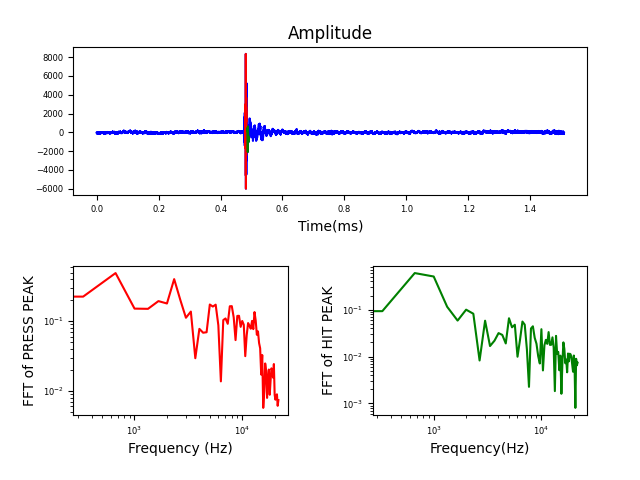 Amplitude
8000
6000
4000
2000
0
−2000
−4000
−6000
0.0 0.2 0.4 0.6 0.8 1.0 1.2 1.4
Time(ms)
FFT of PRESS PEAK
10⁻¹
10⁻²
10³ 10⁴
Frequency (Hz)
FFT of HIT PEAK
10⁻¹
10⁻²
10⁻³
10³ 10⁴
Frequency(Hz)